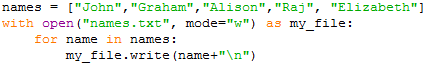 names = ["John","Graham","Alison","Raj", "Elizabeth"]
with open("names.txt", mode="w") as my_file:
    for name in names:
        my_file.write(name+"\n")